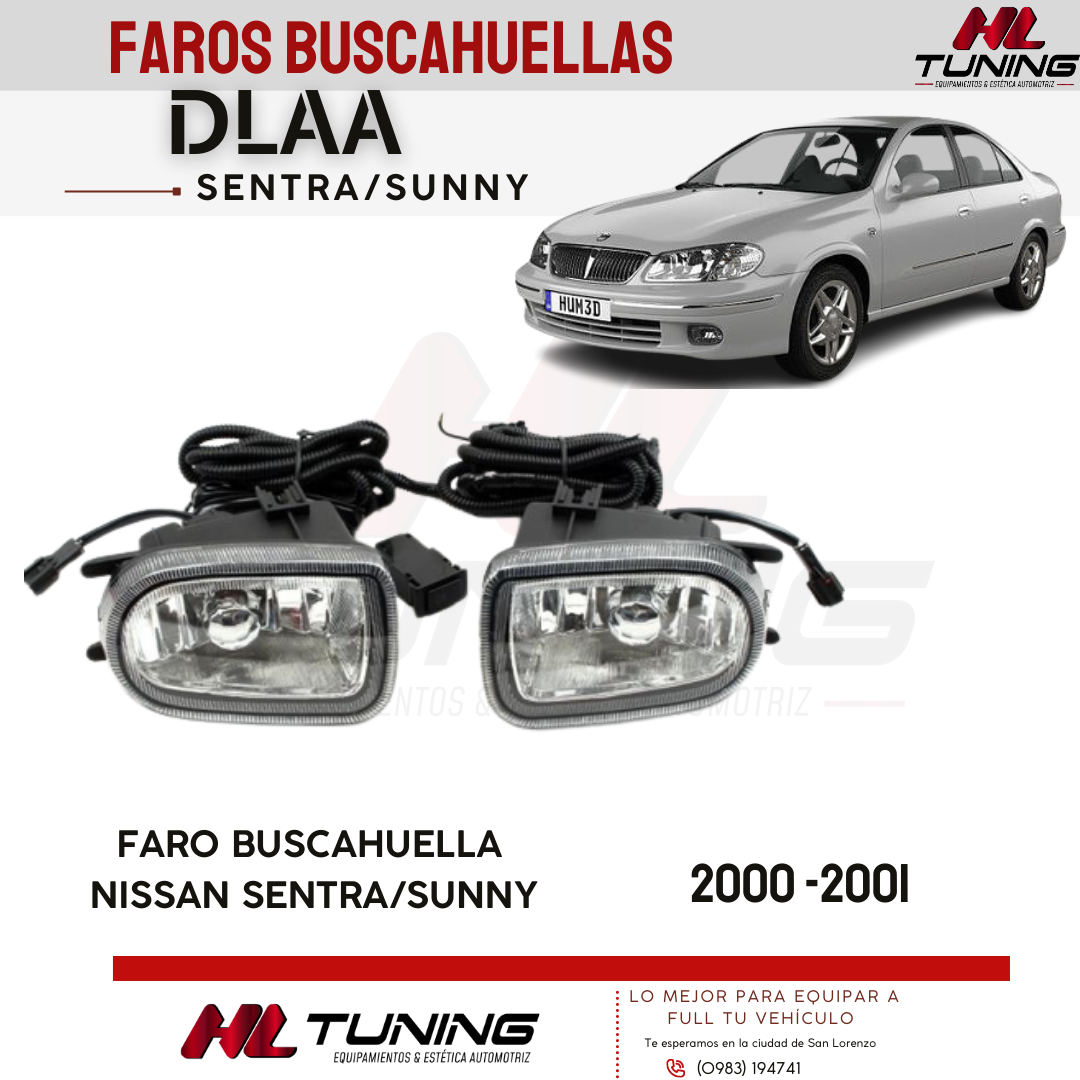 FAROS BUSCAHUELLAS
HL
TUNING
EQUIPAMIENTOS & ESTÉTICA AUTOMOTRIZ
DLAA
SENTRA/SUNNY
HUM3D
FARO BUSCAHUELLA
NISSAN SENTRA/SUNNY
2000 -2001
HL TUNING
EQUIPAMIENTOS & ESTÉTICA AUTOMOTRIZ
LO MEJOR PARA EQUIPAR A
FULL TU VEHÍCULO
Te esperamos en la ciudad de San Lorenzo
(0983) 194741